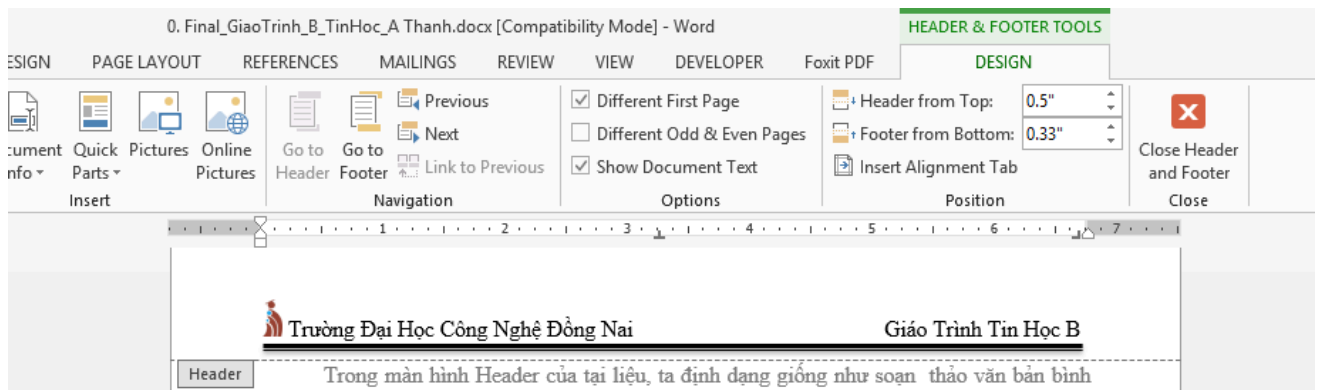 0. Final_GiaoTrinh_B_TinHoc_A Thanh.docx [Compatibility Mode] - Word
HEADER & FOOTER TOOLS
ESIGN PAGE LAYOUT REFERENCES MAILINGS REVIEW VIEW DEVELOPER Foxit PDF DESIGN
Previous Different First Page Header from Top: 0.5"
Next Different Odd & Even Pages Footer from Bottom: 0.33"
cument Quick Pictures Online Go to Go to Link to Previous Show Document Text Insert Alignment Tab Close Header
nfo Parts Pictures Header Footer and Footer
Insert Navigation Options Position Close
1 2 3 4 5 6 7
Trường Đại Học Công Nghệ Đồng Nai Giáo Trình Tin Học B
Header Trong màn hình Header của tại liệu, ta định dạng giống như soạn thảo văn bản bình